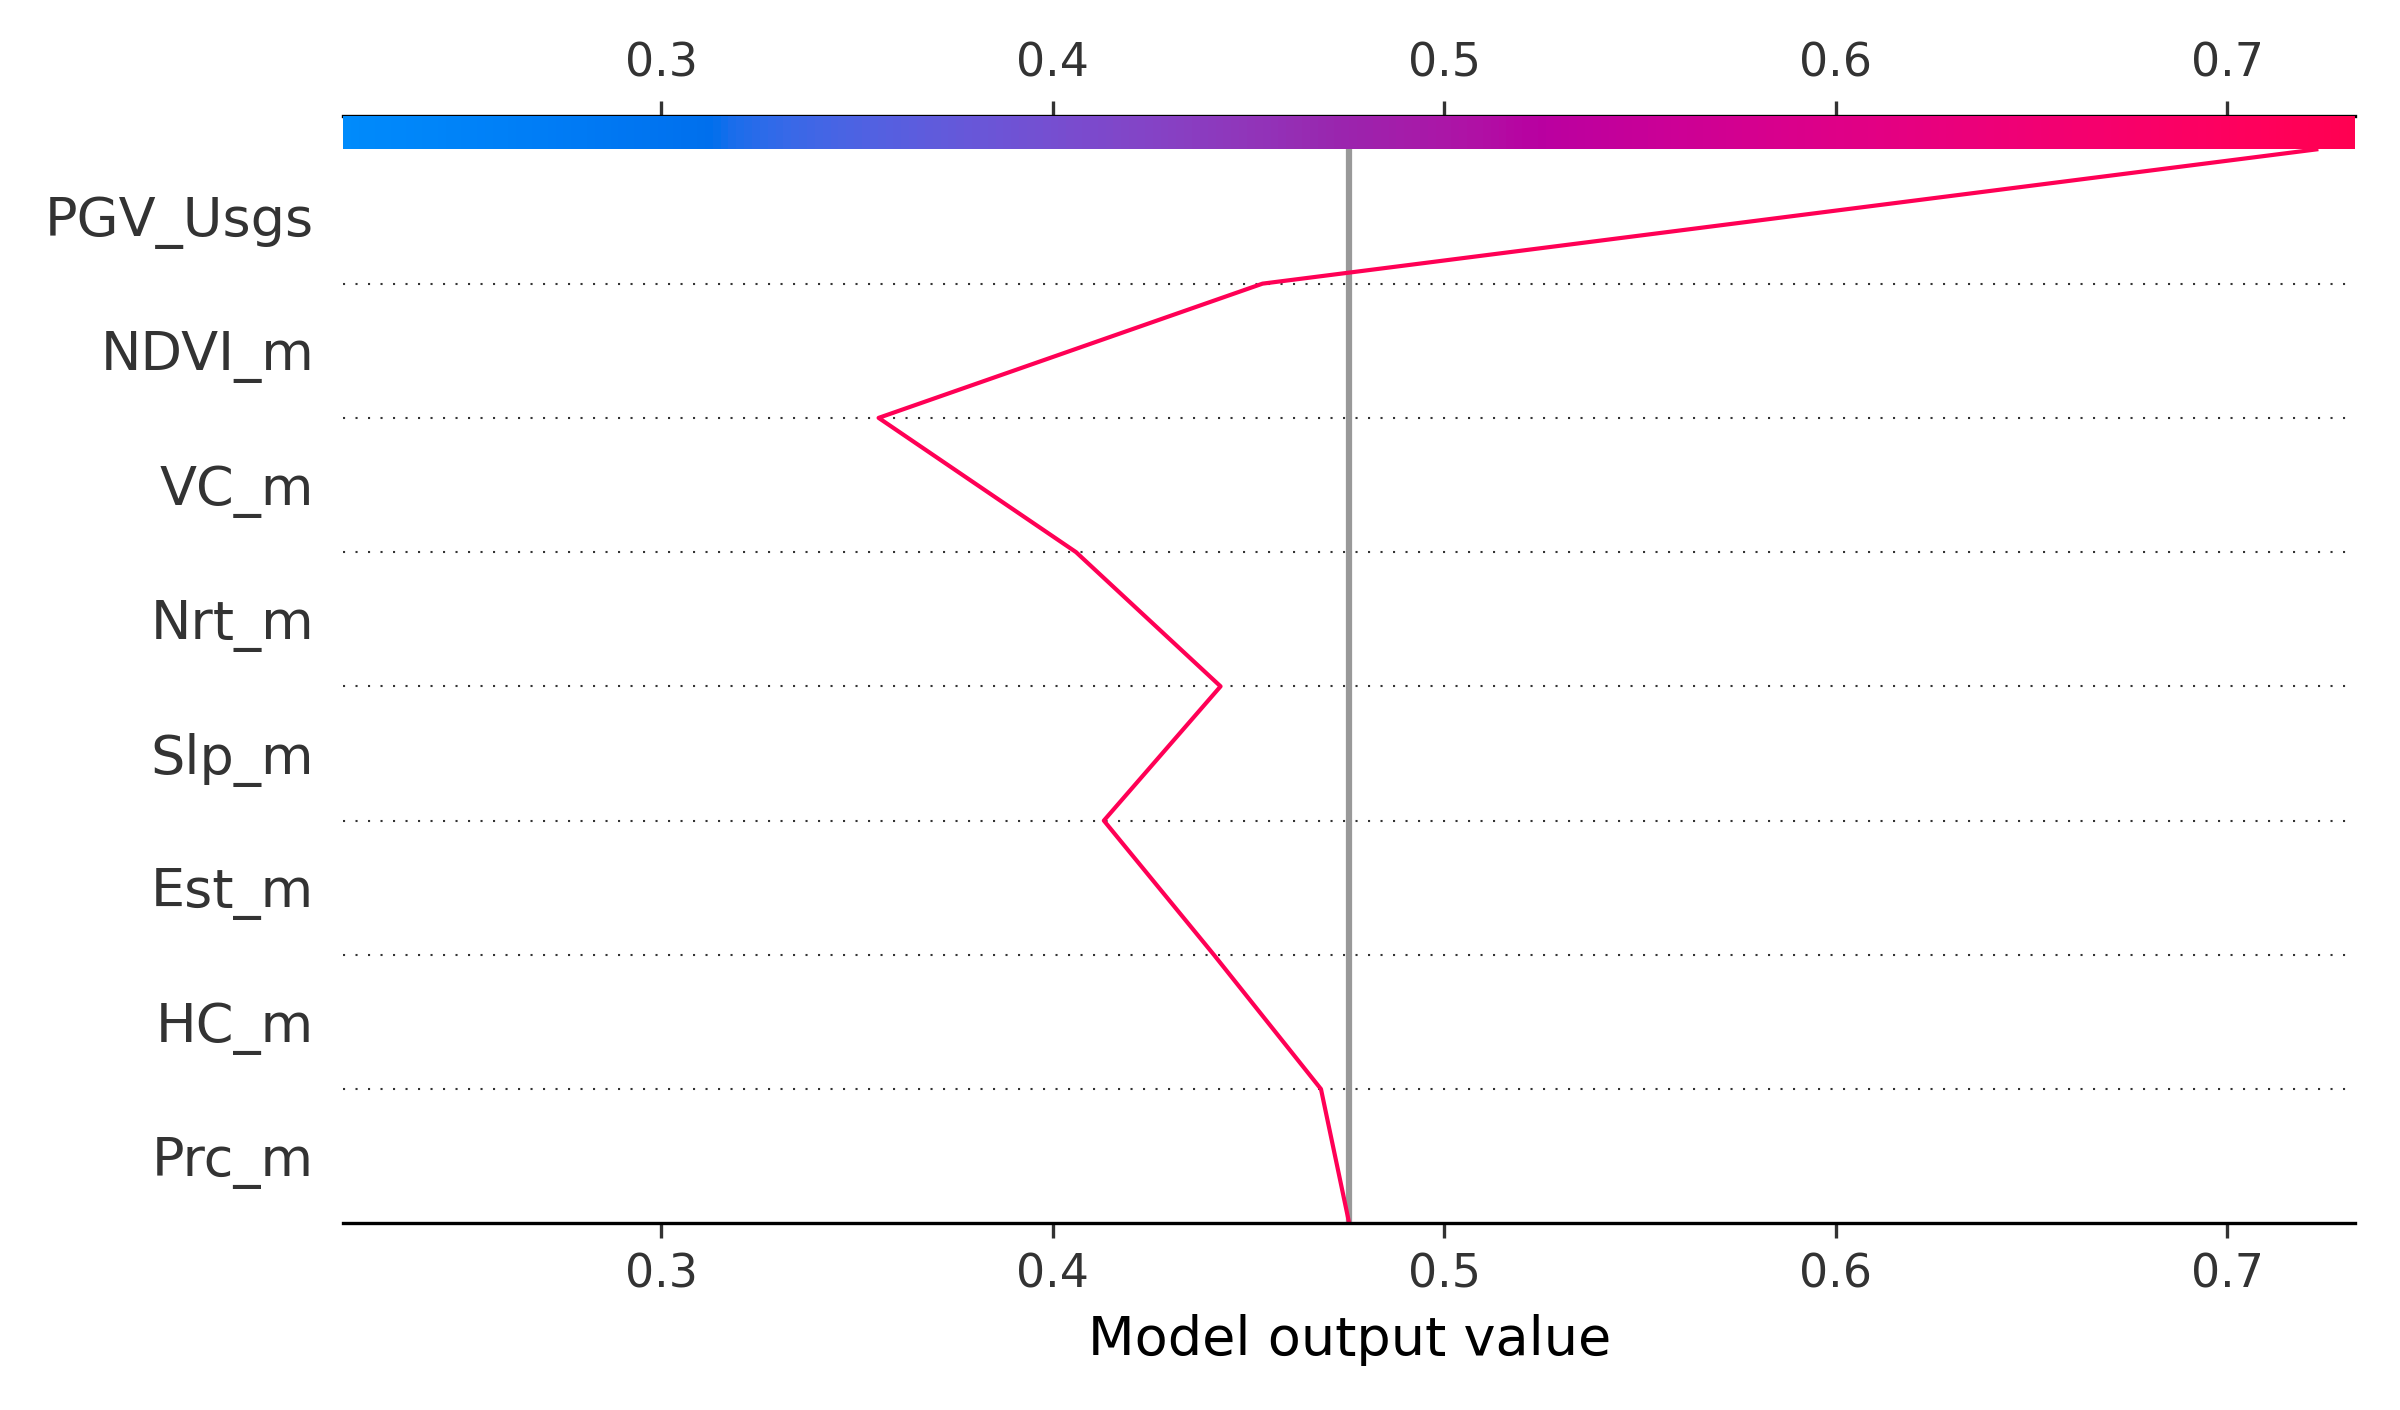 0.3 0.4 0.5 0.6 0.7
PGV_Usgs
NDVI_m
VC_m
Nrt_m
Slp_m
Est_m
HC_m
Prc_m
0.3 0.4 0.5 0.6 0.7
Model output value